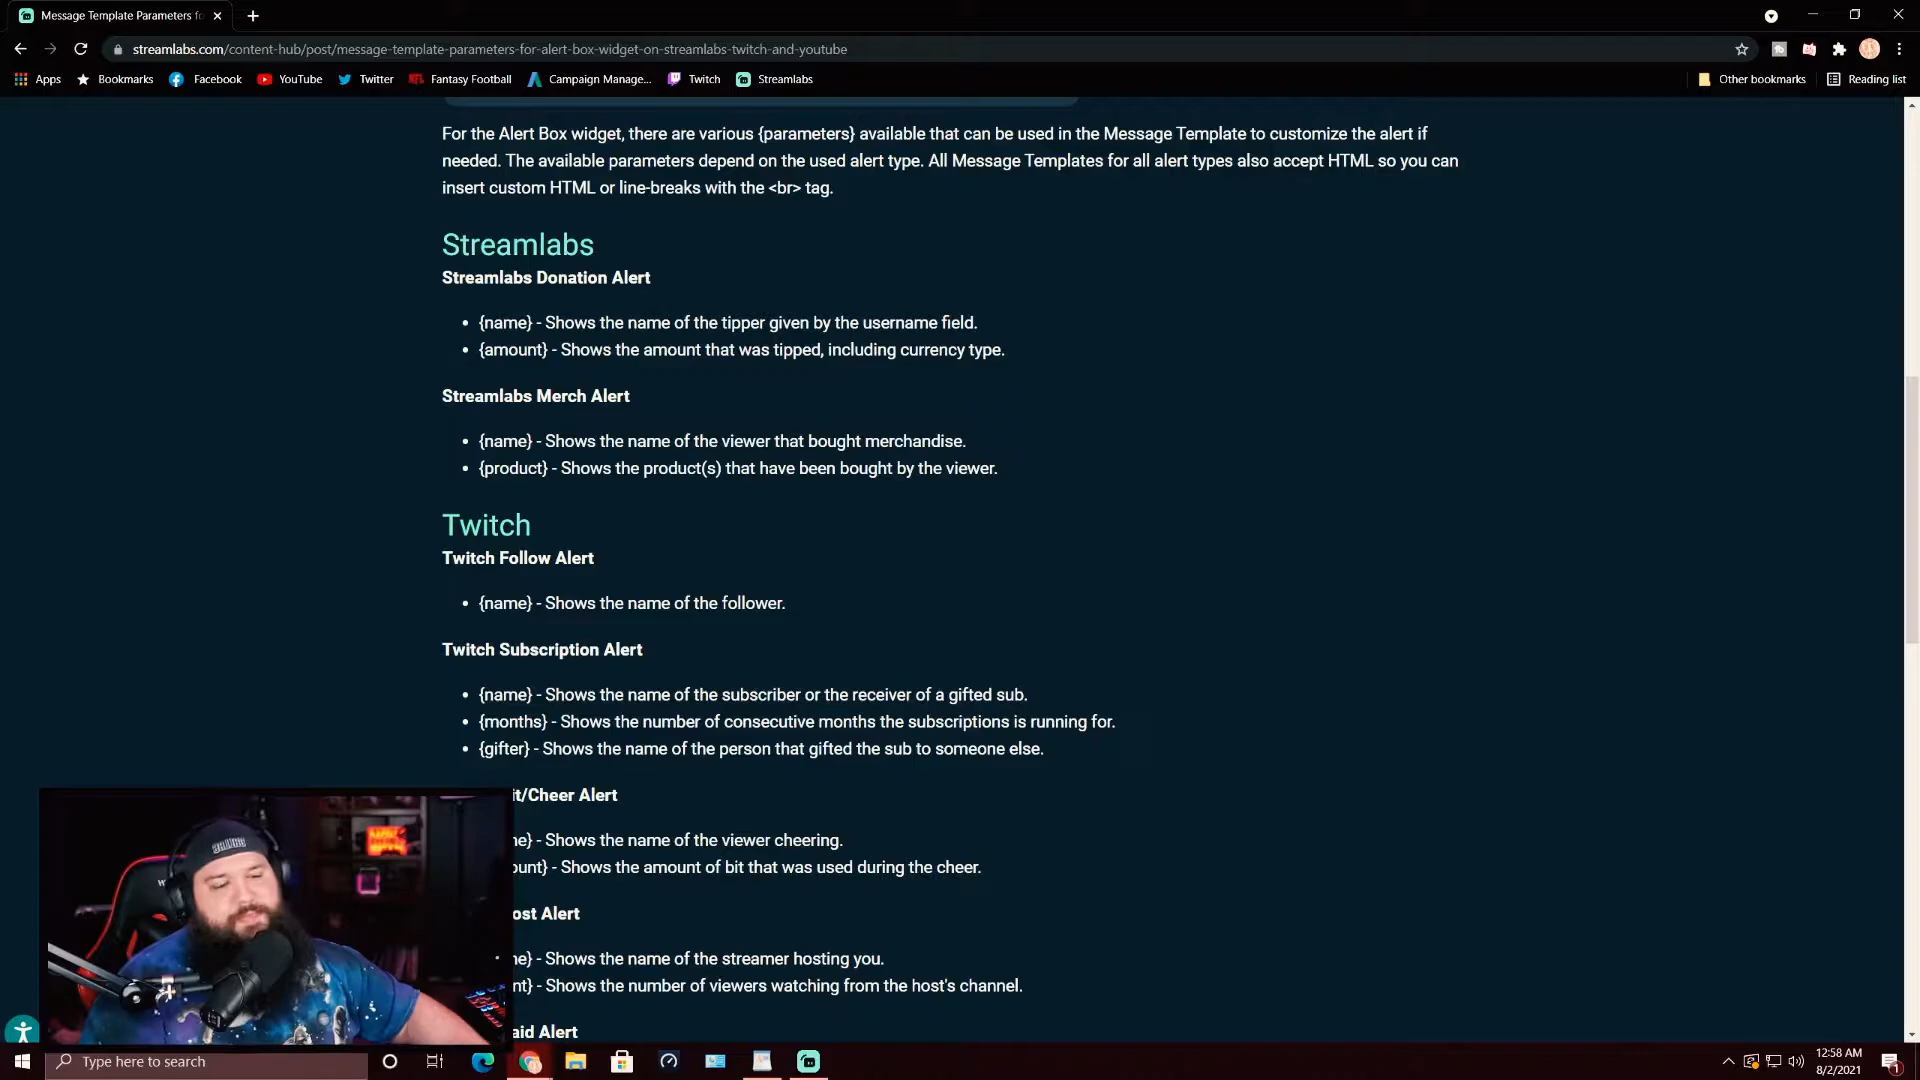 Message Template Parameters fo
streamlabs.com/content-hub/post/message-template-parameters-for-alert-box-widget-on-streamlabs-twitch-and-youtube
Apps Bookmarks Facebook YouTube Twitter Fantasy Football Campaign Manage... Twitch Streamlabs Other bookmarks Reading list
For the Alert Box widget, there are various {parameters} available that can be used in the Message Template to customize the alert if
needed. The available parameters depend on the used alert type. All Message Templates for all alert types also accept HTML so you can
insert custom HTML or line-breaks with the <br> tag.
Streamlabs
Streamlabs Donation Alert
• {name} - Shows the name of the tipper given by the username field.
• {amount} - Shows the amount that was tipped, including currency type.
Streamlabs Merch Alert
• {name} - Shows the name of the viewer that bought merchandise.
• {product} - Shows the product(s) that have been bought by the viewer.
Twitch
Twitch Follow Alert
• {name} - Shows the name of the follower.
Twitch Subscription Alert
• {name} - Shows the name of the subscriber or the receiver of a gifted sub.
• {months} - Shows the number of consecutive months the subscriptions is running for.
• {gifter} - Shows the name of the person that gifted the sub to someone else.
it/Cheer Alert
ne} - Shows the name of the viewer cheering.
ount} - Shows the amount of bit that was used during the cheer.
ost Alert
ne} - Shows the name of the streamer hosting you.
nt} - Shows the number of viewers watching from the host's channel.
aid Alert
Type here to search
12:58 AM
8/2/2021
1